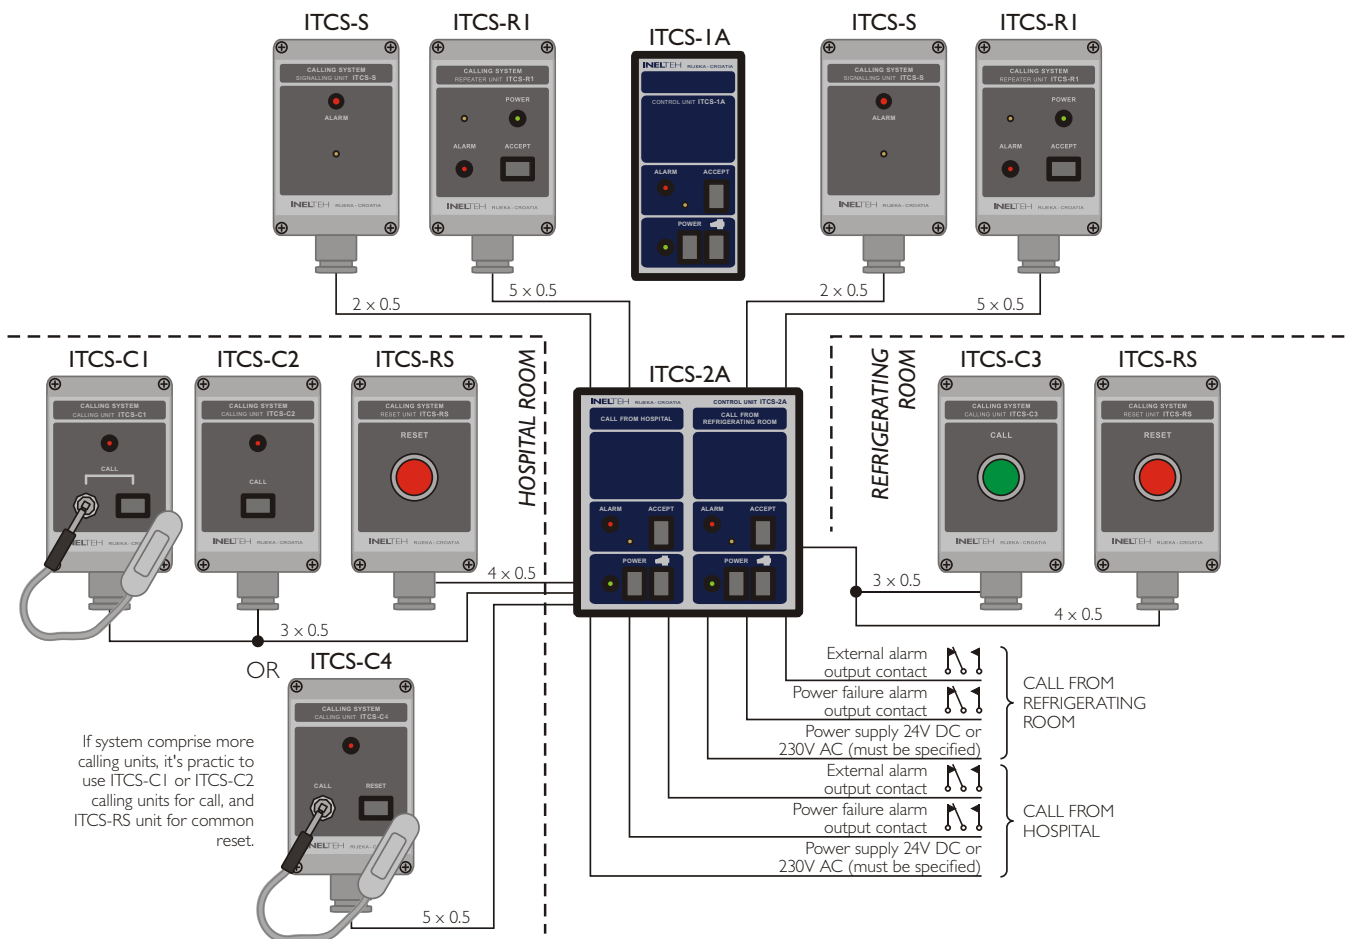 ITCS-S
ITCS-R1
ITCS-1A
ITCS-S
ITCS-R1
CALLING SYSTEM
SIGNALLING UNIT ITCS-S
ALARM
INELTEH RIJEKA - CROATIA
CALLING SYSTEM
REPEATER UNIT ITCS-R1
POWER
ALARM
ACCEPT
INELTEH RIJEKA - CROATIA
INELTEH RIJEKA - CROATIA
CONTROL UNIT ITCS-1A
ALARM
ACCEPT
POWER
CALLING SYSTEM
SIGNALLING UNIT ITCS-S
ALARM
INELTEH RIJEKA - CROATIA
CALLING SYSTEM
REPEATER UNIT ITCS-R1
POWER
ALARM
ACCEPT
INELTEH RIJEKA - CROATIA
2 x 0.5
5 x 0.5
2 x 0.5
5 x 0.5
ITCS-C1
ITCS-C2
ITCS-RS
HOSPITAL ROOM
ITCS-2A
REFRIGERATING
ROOM
ITCS-C3
ITCS-RS
CALLING SYSTEM
CALLING UNIT ITCS-C1
CALL
INELTEH RIJEKA - C
CALLING SYSTEM
CALLING UNIT ITCS-C2
CALL
INELTEH RIJEKA - CROATIA
CALLING SYSTEM
RESET UNIT ITCS-RS
RESET
INELTEH RIJEKA - CROATIA
INELTEH RIJEKA - CROATIA
CONTROL UNIT ITCS-2A
CALL FROM HOSPITAL
CALL FROM
REFRIGERATING ROOM
ALARM
ACCEPT
ALARM
ACCEPT
POWER
POWER
CALLING SYSTEM
CALLING UNIT ITCS-C3
CALL
INELTEH RIJEKA - CROATIA
CALLING SYSTEM
RESET UNIT ITCS-RS
RESET
INELTEH RIJEKA - CROATIA
4 x 0.5
3 x 0.5
3 x 0.5
4 x 0.5
OR
ITCS-C4
CALLING SYSTEM
CALLING UNIT ITCS-C4
CALL
RESET
NELTEH RIJEKA - C
5 x 0.5
If system comprise more
calling units, it's practic to
use ITCS-C1 or ITCS-C2
calling units for call, and
ITCS-RS unit for common
reset.
External alarm
output contact
Power failure alarm
output contact
Power supply 24V DC or
230V AC (must be specified)
CALL FROM
REFRIGERATING
ROOM
External alarm
output contact
Power failure alarm
output contact
Power supply 24V DC or
230V AC (must be specified)
CALL FROM
HOSPITAL